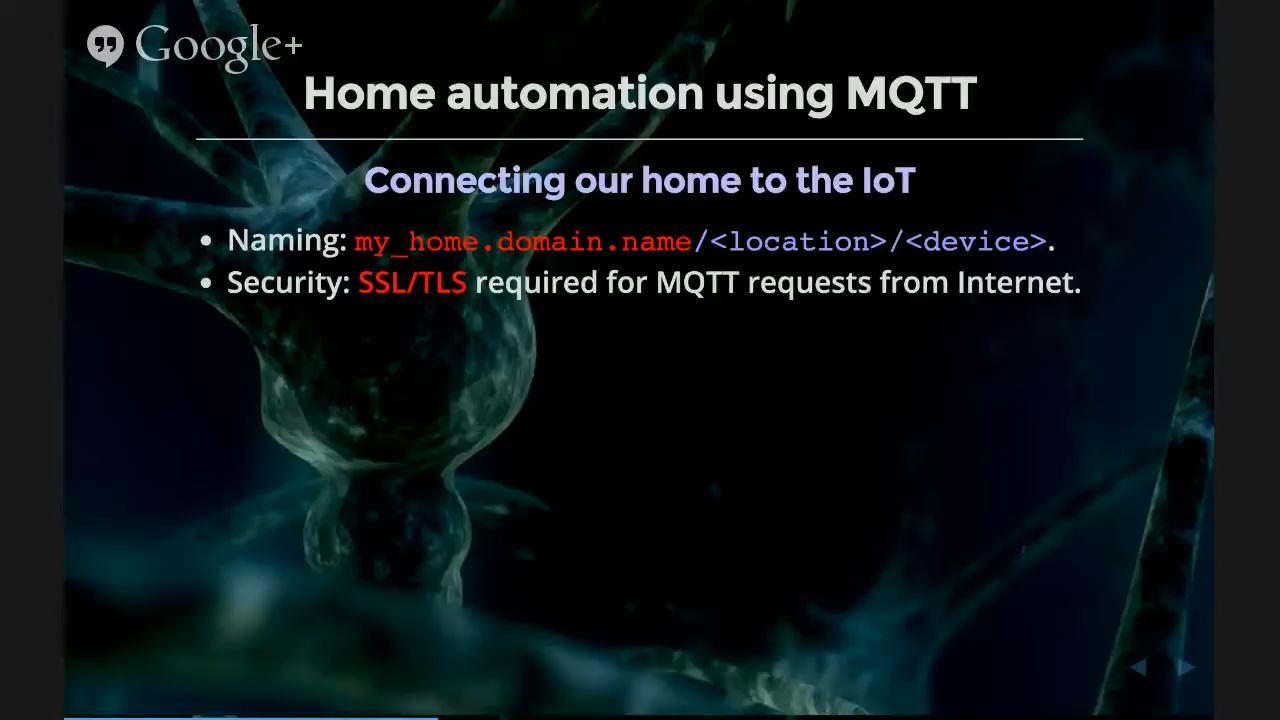 Google+
Home automation using MQTT
Connecting our home to the IoT
• Naming: my_home.domain.name/<location>/<device>.
• Security: SSL/TLS required for MQTT requests from Internet.